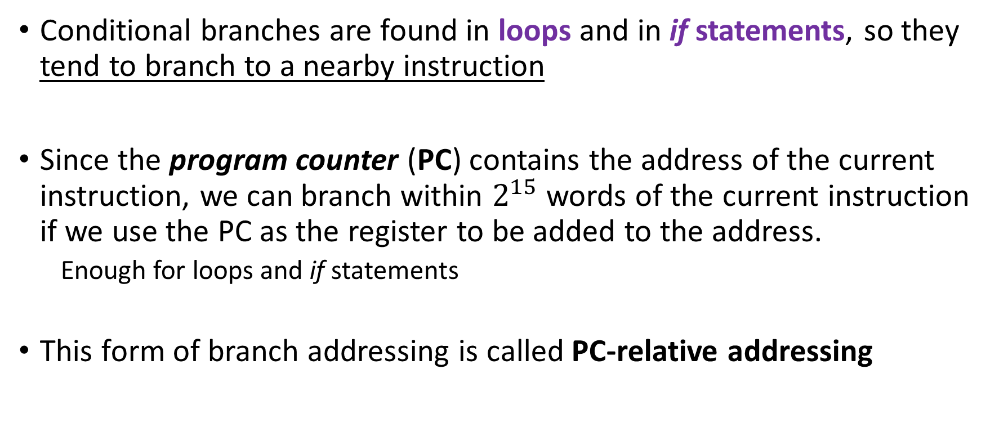 • Conditional branches are found in loops and in if statements, so they
tend to branch to a nearby instruction
• Since the program counter (PC) contains the address of the current
instruction, we can branch within 2¹⁵ words of the current instruction
if we use the PC as the register to be added to the address.
Enough for loops and if statements
• This form of branch addressing is called PC-relative addressing